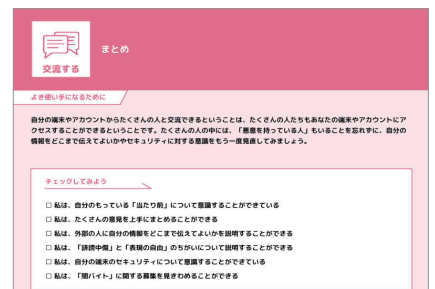 交流する
まとめ
よき使い手になるために
自分の端末やアカウントからたくさんの人と交流できるということは、たくさんの人たちもあなたの端末やアカウントにア
クセスすることができるということです。たくさんの人の中には、「悪意を持っている人」もいることを忘れずに、自分の
情報をどこまで伝えてよいかやセキュリティに対する意識をもう一度見直してみましょう。
チェックしてみよう
□ 私は、自分のもっている「当たり前」について意識することができている
□ 私は、たくさんの意見を上手にまとめることができる
□ 私は、外部の人に自分の情報をどこまで伝えてよいかを説明することができる
□ 私は、「誹謗中傷」と「表現の自由」のちがいについて説明することができる
□ 私は、自分の端末のセキュリティについて意識することができている
□ 私は、「闇バイト」に関する募集を見きわめることができる